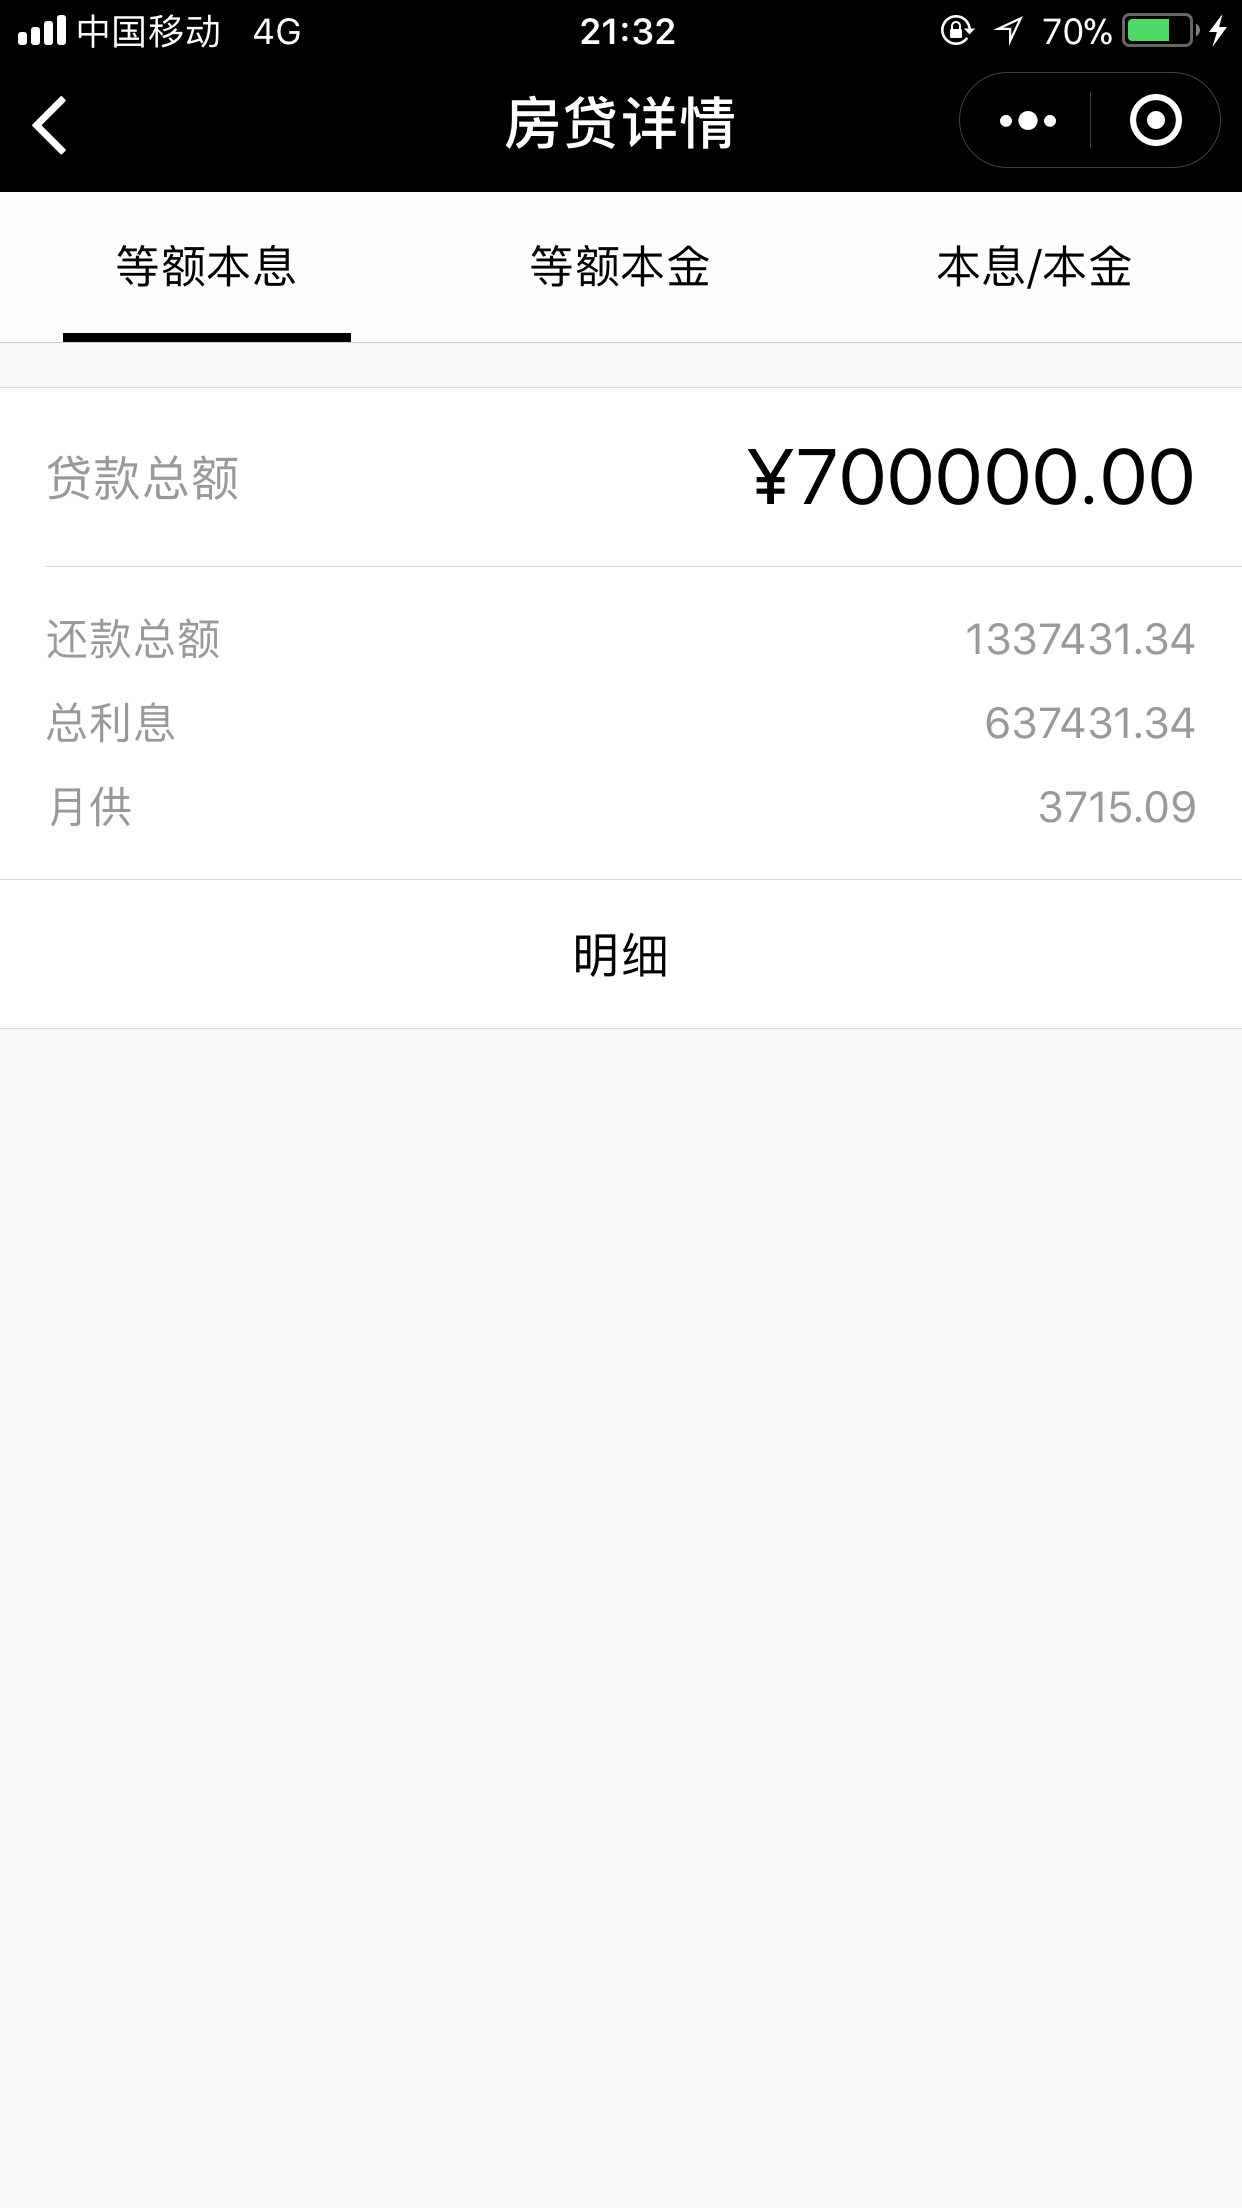 中国移动 4G 21:32 70%
房贷详情
等额本息 等额本金 本息/本金
贷款总额 ¥700000.00
还款总额 1337431.34
总利息 637431.34
月供 3715.09
明细